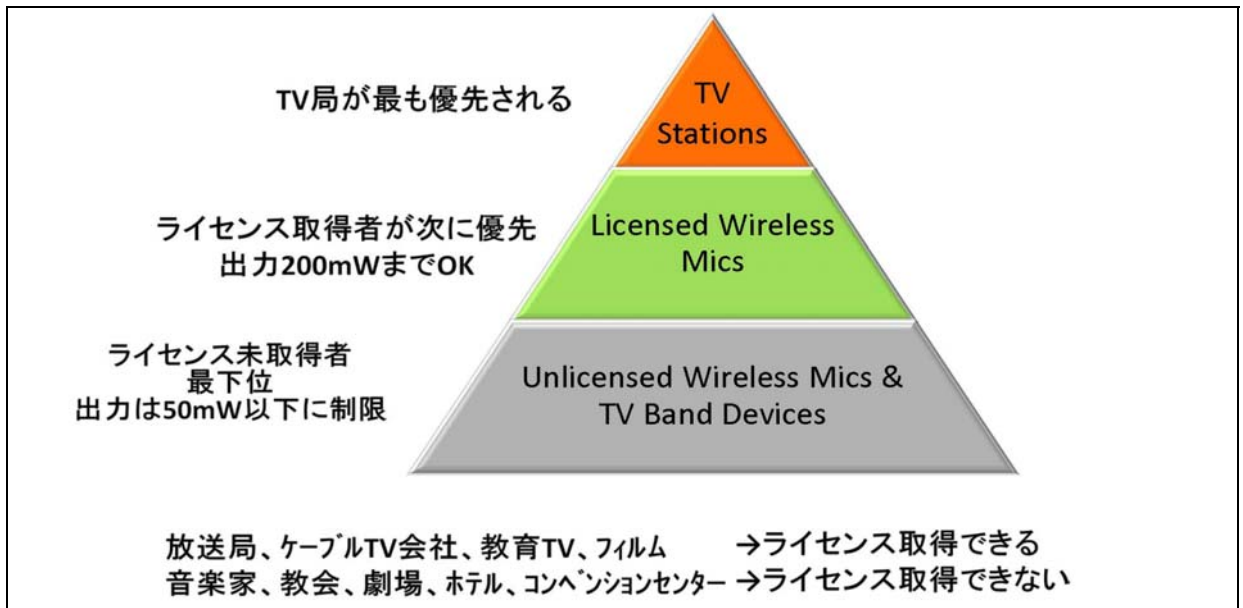 TV局が最も優先される
TV
Stations
ライセンス取得者が次に優先
出力200mWまでOK
Licensed Wireless
Mics
ライセンス未取得者
最下位
出力は50mW以下に制限
Unlicensed Wireless Mics &
TV Band Devices
放送局、ｹｰﾌﾞﾙTV会社、教育TV、ﾌｨﾙﾑ →ライセンス取得できる
音楽家、教会、劇場、ﾎﾃﾙ、ｺﾝﾍﾞﾝｼｮﾝｾﾝﾀｰ →ライセンス取得できない